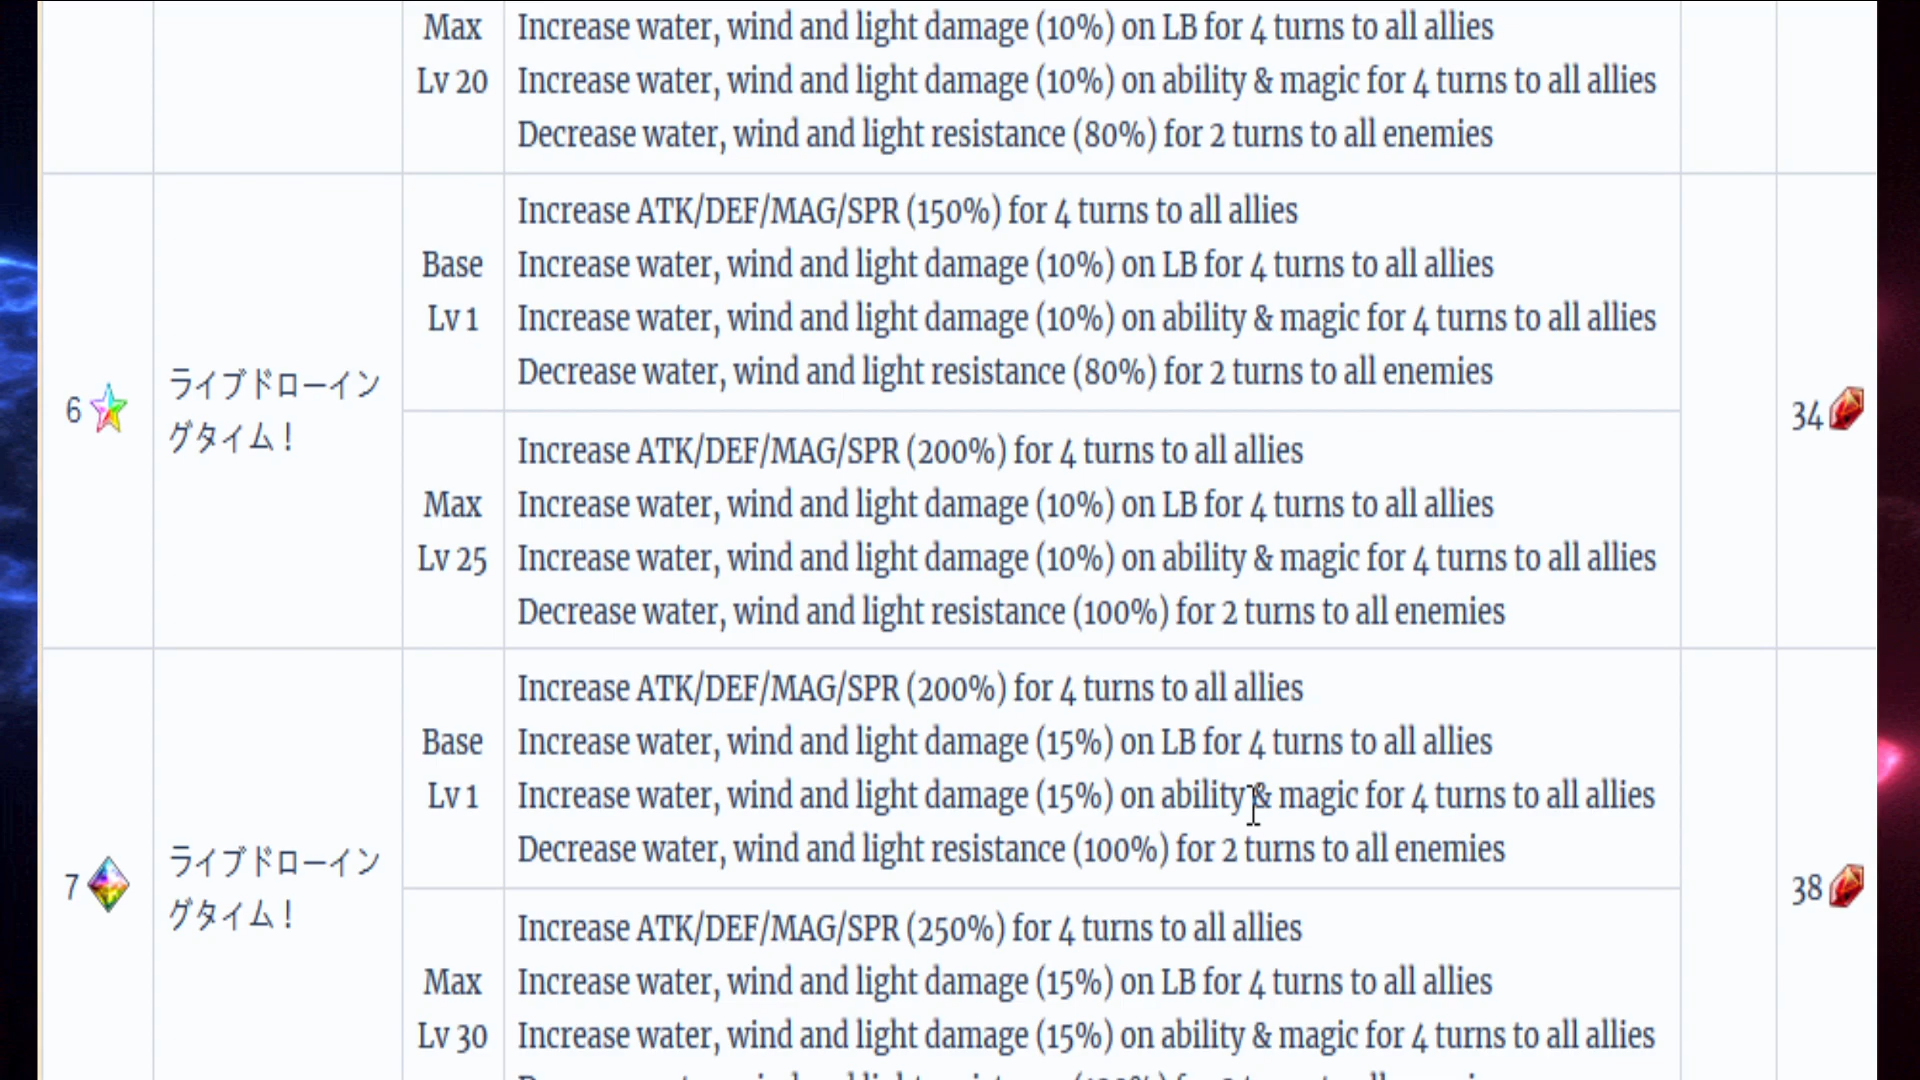 Max
Lv 20
Increase water, wind and light damage (10%) on LB for 4 turns to all allies
Increase water, wind and light damage (10%) on ability & magic for 4 turns to all allies
Decrease water, wind and light resistance (80%) for 2 turns to all enemies
6
ライブドローイン
グタイム！
Base
Lv 1
Increase ATK/DEF/MAG/SPR (150%) for 4 turns to all allies
Increase water, wind and light damage (10%) on LB for 4 turns to all allies
Increase water, wind and light damage (10%) on ability & magic for 4 turns to all allies
Decrease water, wind and light resistance (80%) for 2 turns to all enemies
34
Max
Lv 25
Increase ATK/DEF/MAG/SPR (200%) for 4 turns to all allies
Increase water, wind and light damage (10%) on LB for 4 turns to all allies
Increase water, wind and light damage (10%) on ability & magic for 4 turns to all allies
Decrease water, wind and light resistance (100%) for 2 turns to all enemies
7
ライブドローイン
グタイム！
Base
Lv 1
Increase ATK/DEF/MAG/SPR (200%) for 4 turns to all allies
Increase water, wind and light damage (15%) on LB for 4 turns to all allies
Increase water, wind and light damage (15%) on ability & magic for 4 turns to all allies
Decrease water, wind and light resistance (100%) for 2 turns to all enemies
38
Max
Lv 30
Increase ATK/DEF/MAG/SPR (250%) for 4 turns to all allies
Increase water, wind and light damage (15%) on LB for 4 turns to all allies
Increase water, wind and light damage (15%) on ability & magic for 4 turns to all allies